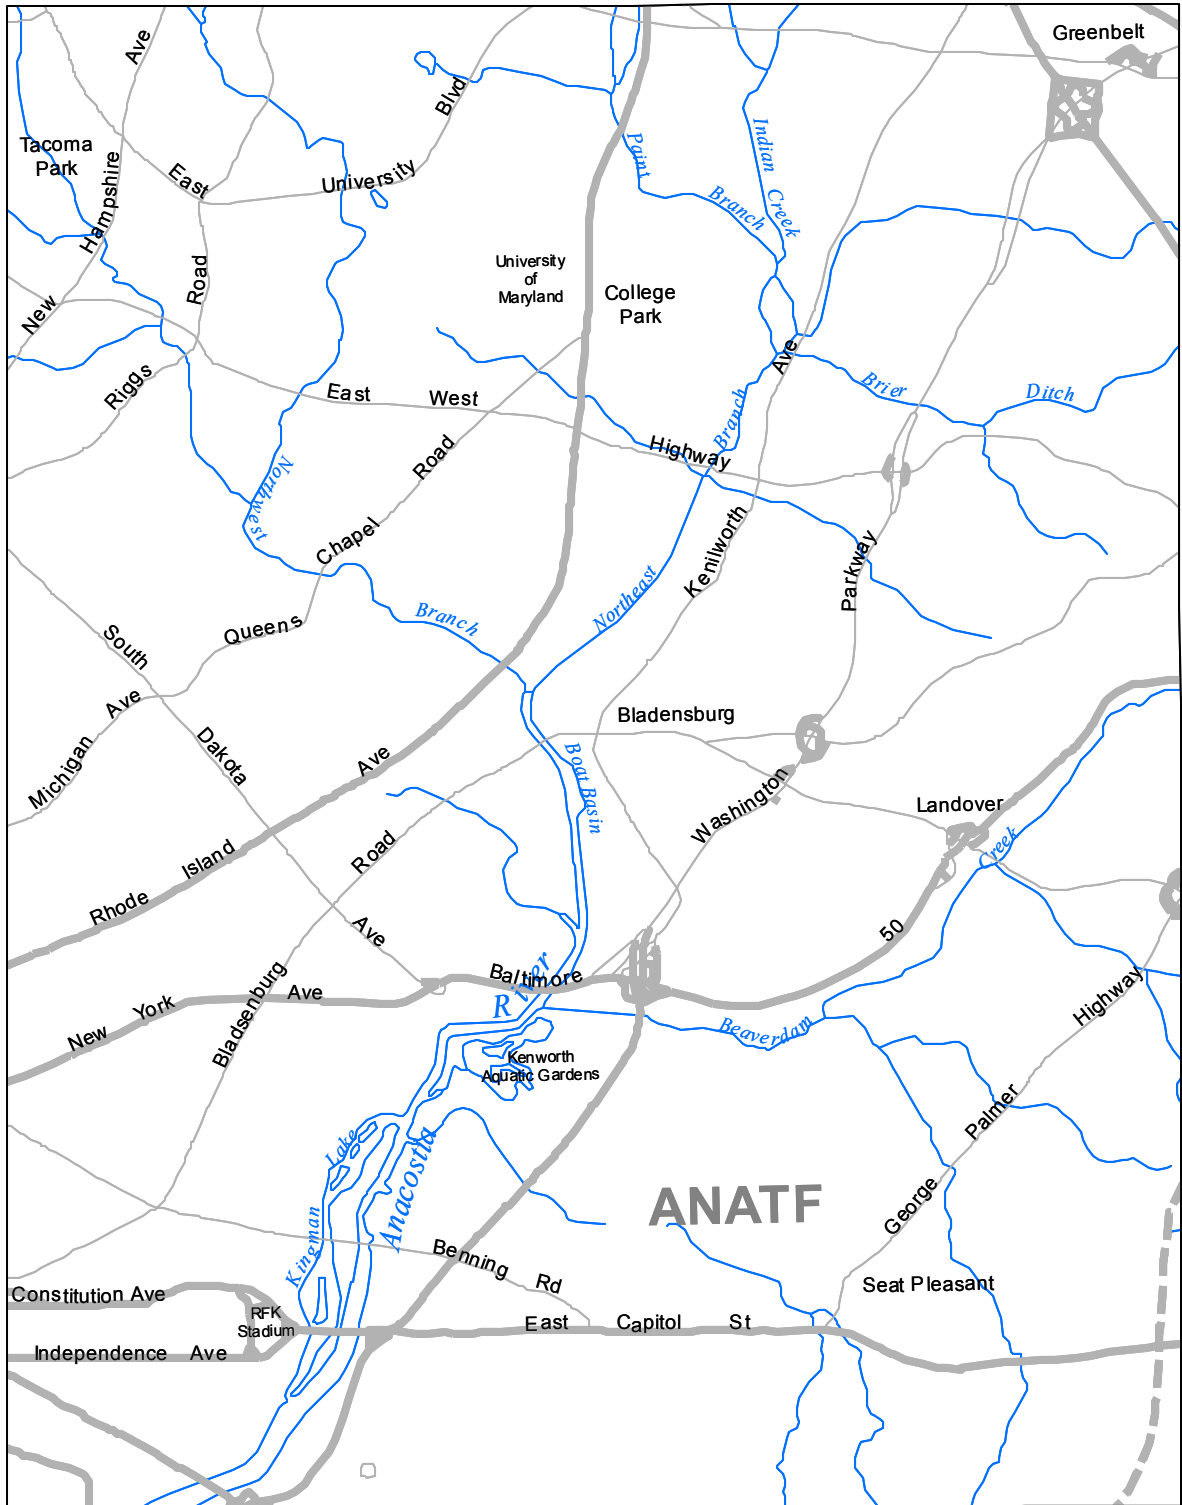 Greenbelt
Ave
Blvd
Tacoma
Park
East
University
Hampshire
Paint
Branch
Indian
Creek
Road
New
University
of
Maryland
College
Park
Riggs
East West Highway
Ave
Brier Ditch
Branch
Road
Northwest
Chapel
Kenilworth
Parkway
Northeast
Queens
Branch
South
Ave
Michigan
Dakota
Ave
Bladensburg
Boat Basin
Washington
Landover
Creek
Road
Island
Rhode
Ave
50
River
Baltimore
Bladsenburg
Ave
York
New
Highway
Beaverdam
Kenworth
Aquatic Gardens
Palmer
Lake
Anacostia
ANATF
George
Kingman
Benning Rd
Seat Pleasant
Constitution Ave
RFK
Stadium
East Capitol St
Independence Ave